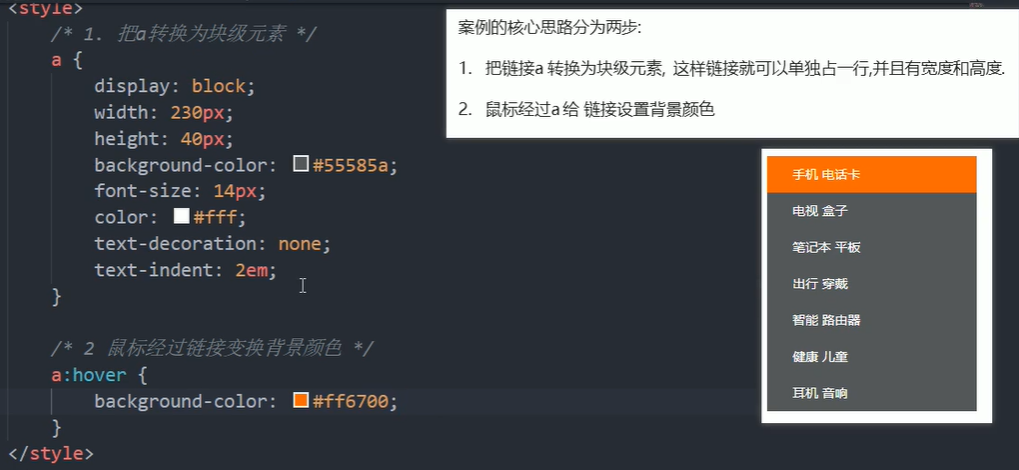 <style>
/* 1. 把a转换为块级元素 */
a {
display: block;
width: 230px;
height: 40px;
background-color: #55585a;
font-size: 14px;
color: #fff;
text-decoration: none;
text-indent: 2em;
}
/* 2 鼠标经过链接变换背景颜色 */
a:hover {
background-color: #ff6700;
}
</style>
案例的核心思路分为两步:
1. 把链接a 转换为块级元素, 这样链接就可以单独占一行,并且有宽度和高度.
2. 鼠标经过a 给 链接设置背景颜色
手机 电话卡
电视 盒子
笔记本 平板
出行 穿戴
智能 路由器
健康 儿童
耳机 音响